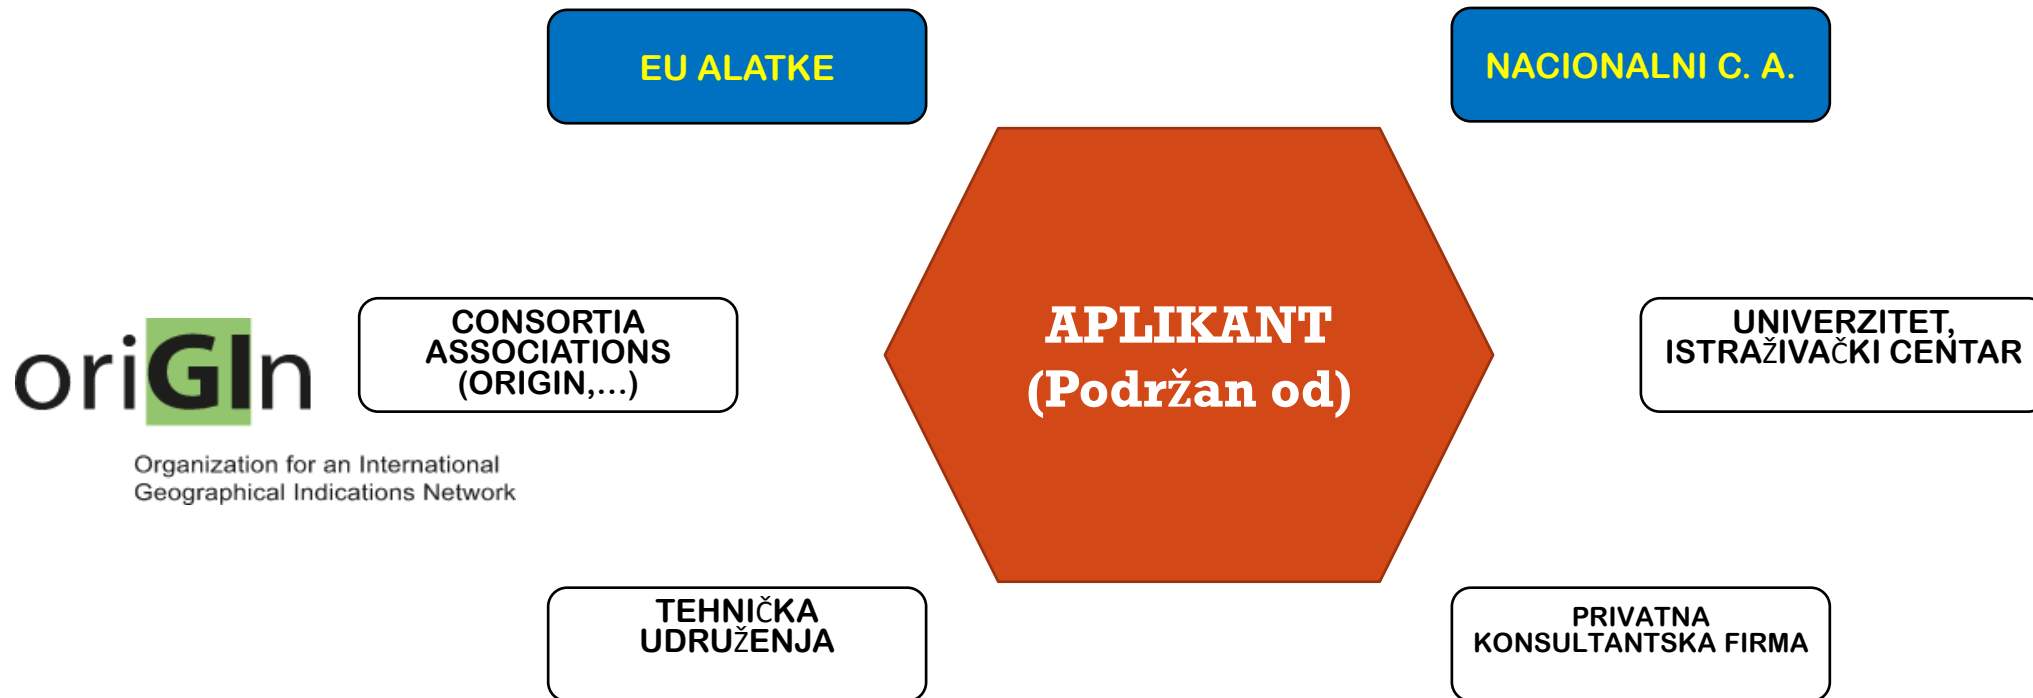 EU ALATKE
NACIONALNI C. A.
oriGIn
Organization for an International
Geographical Indications Network
CONSORTIA
ASSOCIATIONS
(ORIGIN,...)
APLIKANT
(Podržan od)
UNIVERZITET,
ISTRAŽIVAČKI CENTAR
TEHNIČKA
UDRUŽENJA
PRIVATNA
KONSULTANTSKA FIRMA